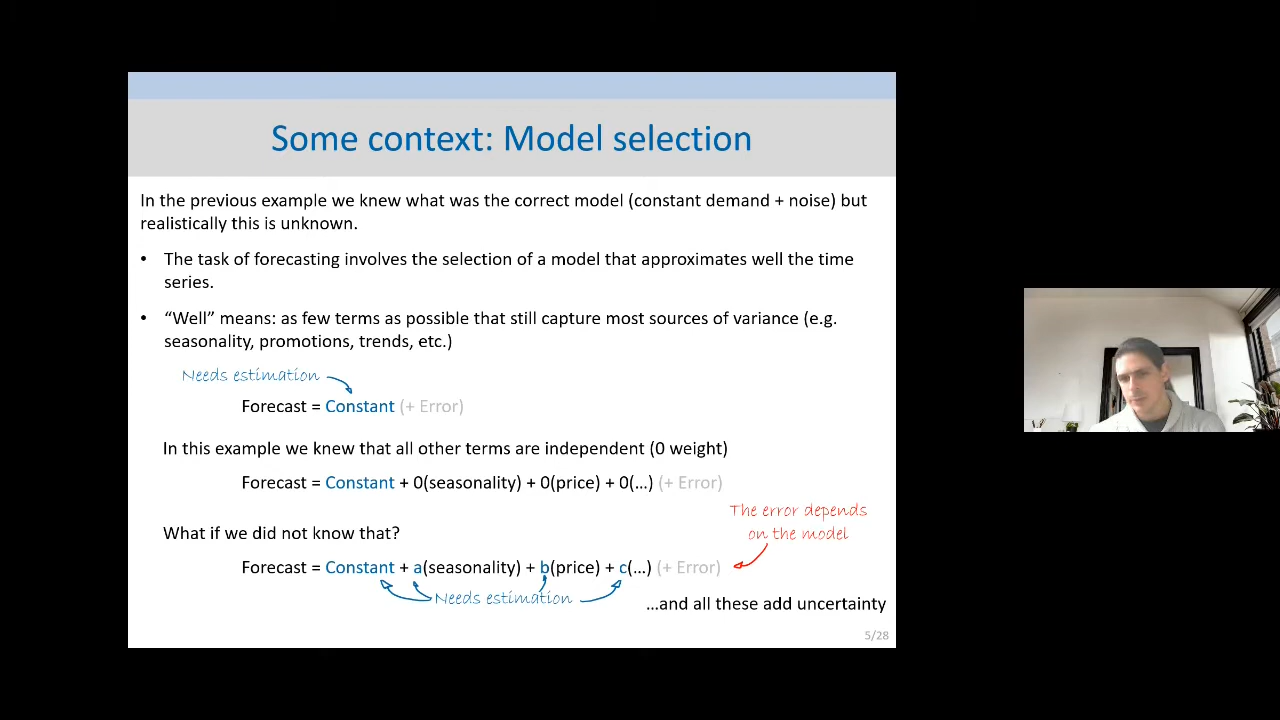 Some context: Model selection
In the previous example we knew what was the correct model (constant demand + noise) but
realistically this is unknown.
• The task of forecasting involves the selection of a model that approximates well the time
series.
• “Well” means: as few terms as possible that still capture most sources of variance (e.g.
seasonality, promotions, trends, etc.)
Needs estimation
Forecast = Constant (+ Error)
In this example we knew that all other terms are independent (0 weight)
Forecast = Constant + 0(seasonality) + 0(price) + 0(…) (+ Error)
The error depends
on the model
What if we did not know that?
Forecast = Constant + a(seasonality) + b(price) + c(…) (+ Error)
Needs estimation
…and all these add uncertainty
5/28